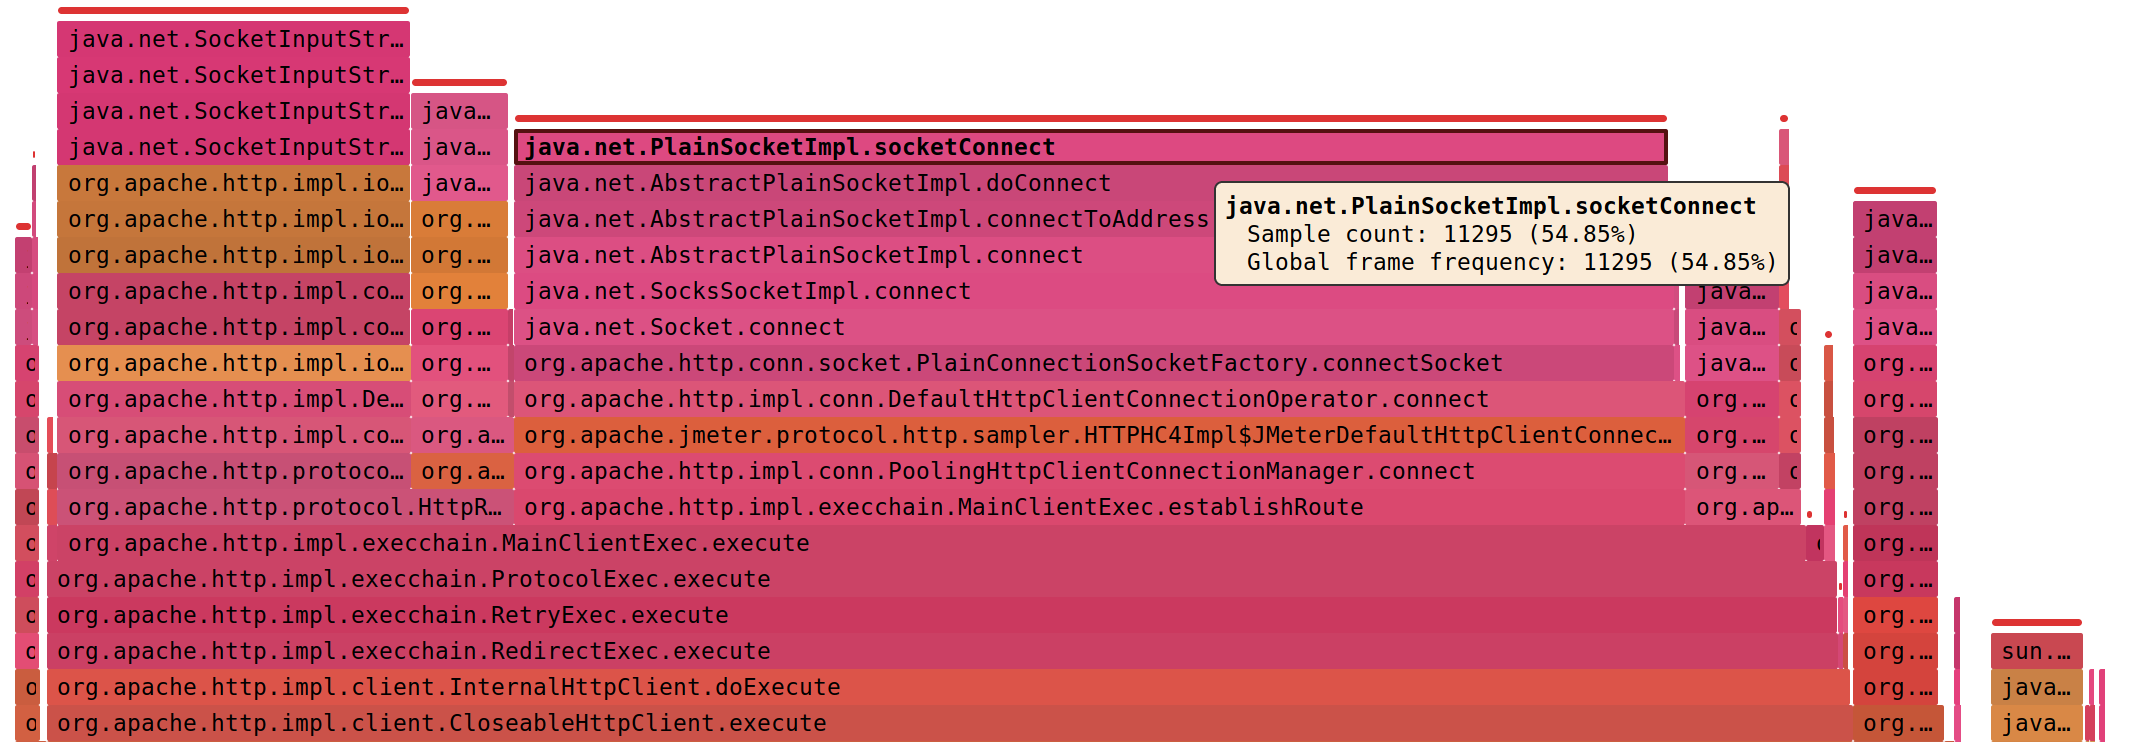 java.net.SocketInputStr…
java.net.SocketInputStr…
java.net.SocketInputStr… java…
java.net.SocketInputStr… java… java.net.PlainSocketImpl.socketConnect
org.apache.http.impl.io… java… java.net.AbstractPlainSocketImpl.doConnect
java.net.PlainSocketImpl.socketConnect
org.apache.http.impl.io… org.… java.net.AbstractPlainSocketImpl.connectToAddress java…
Sample count: 11295 (54.85%)
org.apache.http.impl.io… org.… java.net.AbstractPlainSocketImpl.connect java…
Global frame frequency: 11295 (54.85%)
org.apache.http.impl.co… org.… java.net.SocksSocketImpl.connect java… java…
org.apache.http.impl.co… org.… java.net.Socket.connect java… java…
org.apache.http.impl.io… org.… org.apache.http.conn.socket.PlainConnectionSocketFactory.connectSocket java… org.…
org.apache.http.impl.De… org.… org.apache.http.impl.conn.DefaultHttpClientConnectionOperator.connect org.… org.…
org.apache.http.impl.co… org.a… org.apache.jmeter.protocol.http.sampler.HTTPHC4Impl$JMeterDefaultHttpClientConnec… org.… org.…
org.apache.http.protoco… org.a… org.apache.http.impl.conn.PoolingHttpClientConnectionManager.connect org.… org.…
org.apache.http.protocol.HttpR… org.apache.http.impl.execchain.MainClientExec.establishRoute org.ap… org.…
org.apache.http.impl.execchain.MainClientExec.execute org.…
org.apache.http.impl.execchain.ProtocolExec.execute org.…
org.apache.http.impl.execchain.RetryExec.execute org.…
org.apache.http.impl.execchain.RedirectExec.execute org.… sun.…
org.apache.http.impl.client.InternalHttpClient.doExecute org.… java…
org.apache.http.impl.client.CloseableHttpClient.execute org.… java…